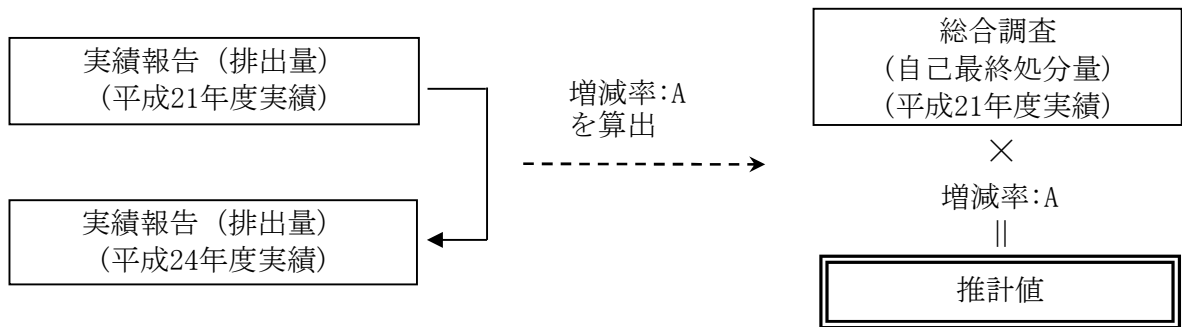 実績報告（排出量）
（平成21年度実績）
実績報告（排出量）
（平成24年度実績）
増減率:A
を算出
総合調査
（自己最終処分量）
（平成21年度実績）
×
増減率:A
||
推計値